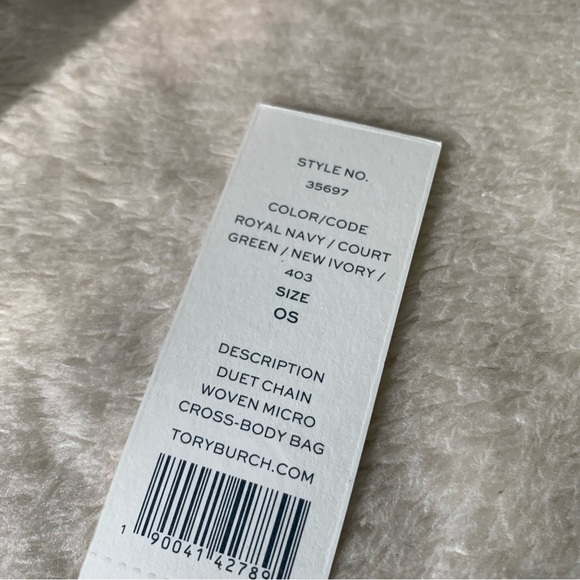 STYLE NO.
35697
COLOR/CODE
ROYAL NAVY / COURT
GREEN / NEW IVORY /
403
SIZE
OS
DESCRIPTION
DUET CHAIN
WOVEN MICRO
CROSS-BODY BAG
TORYBURCH.COM
1 90041 42789